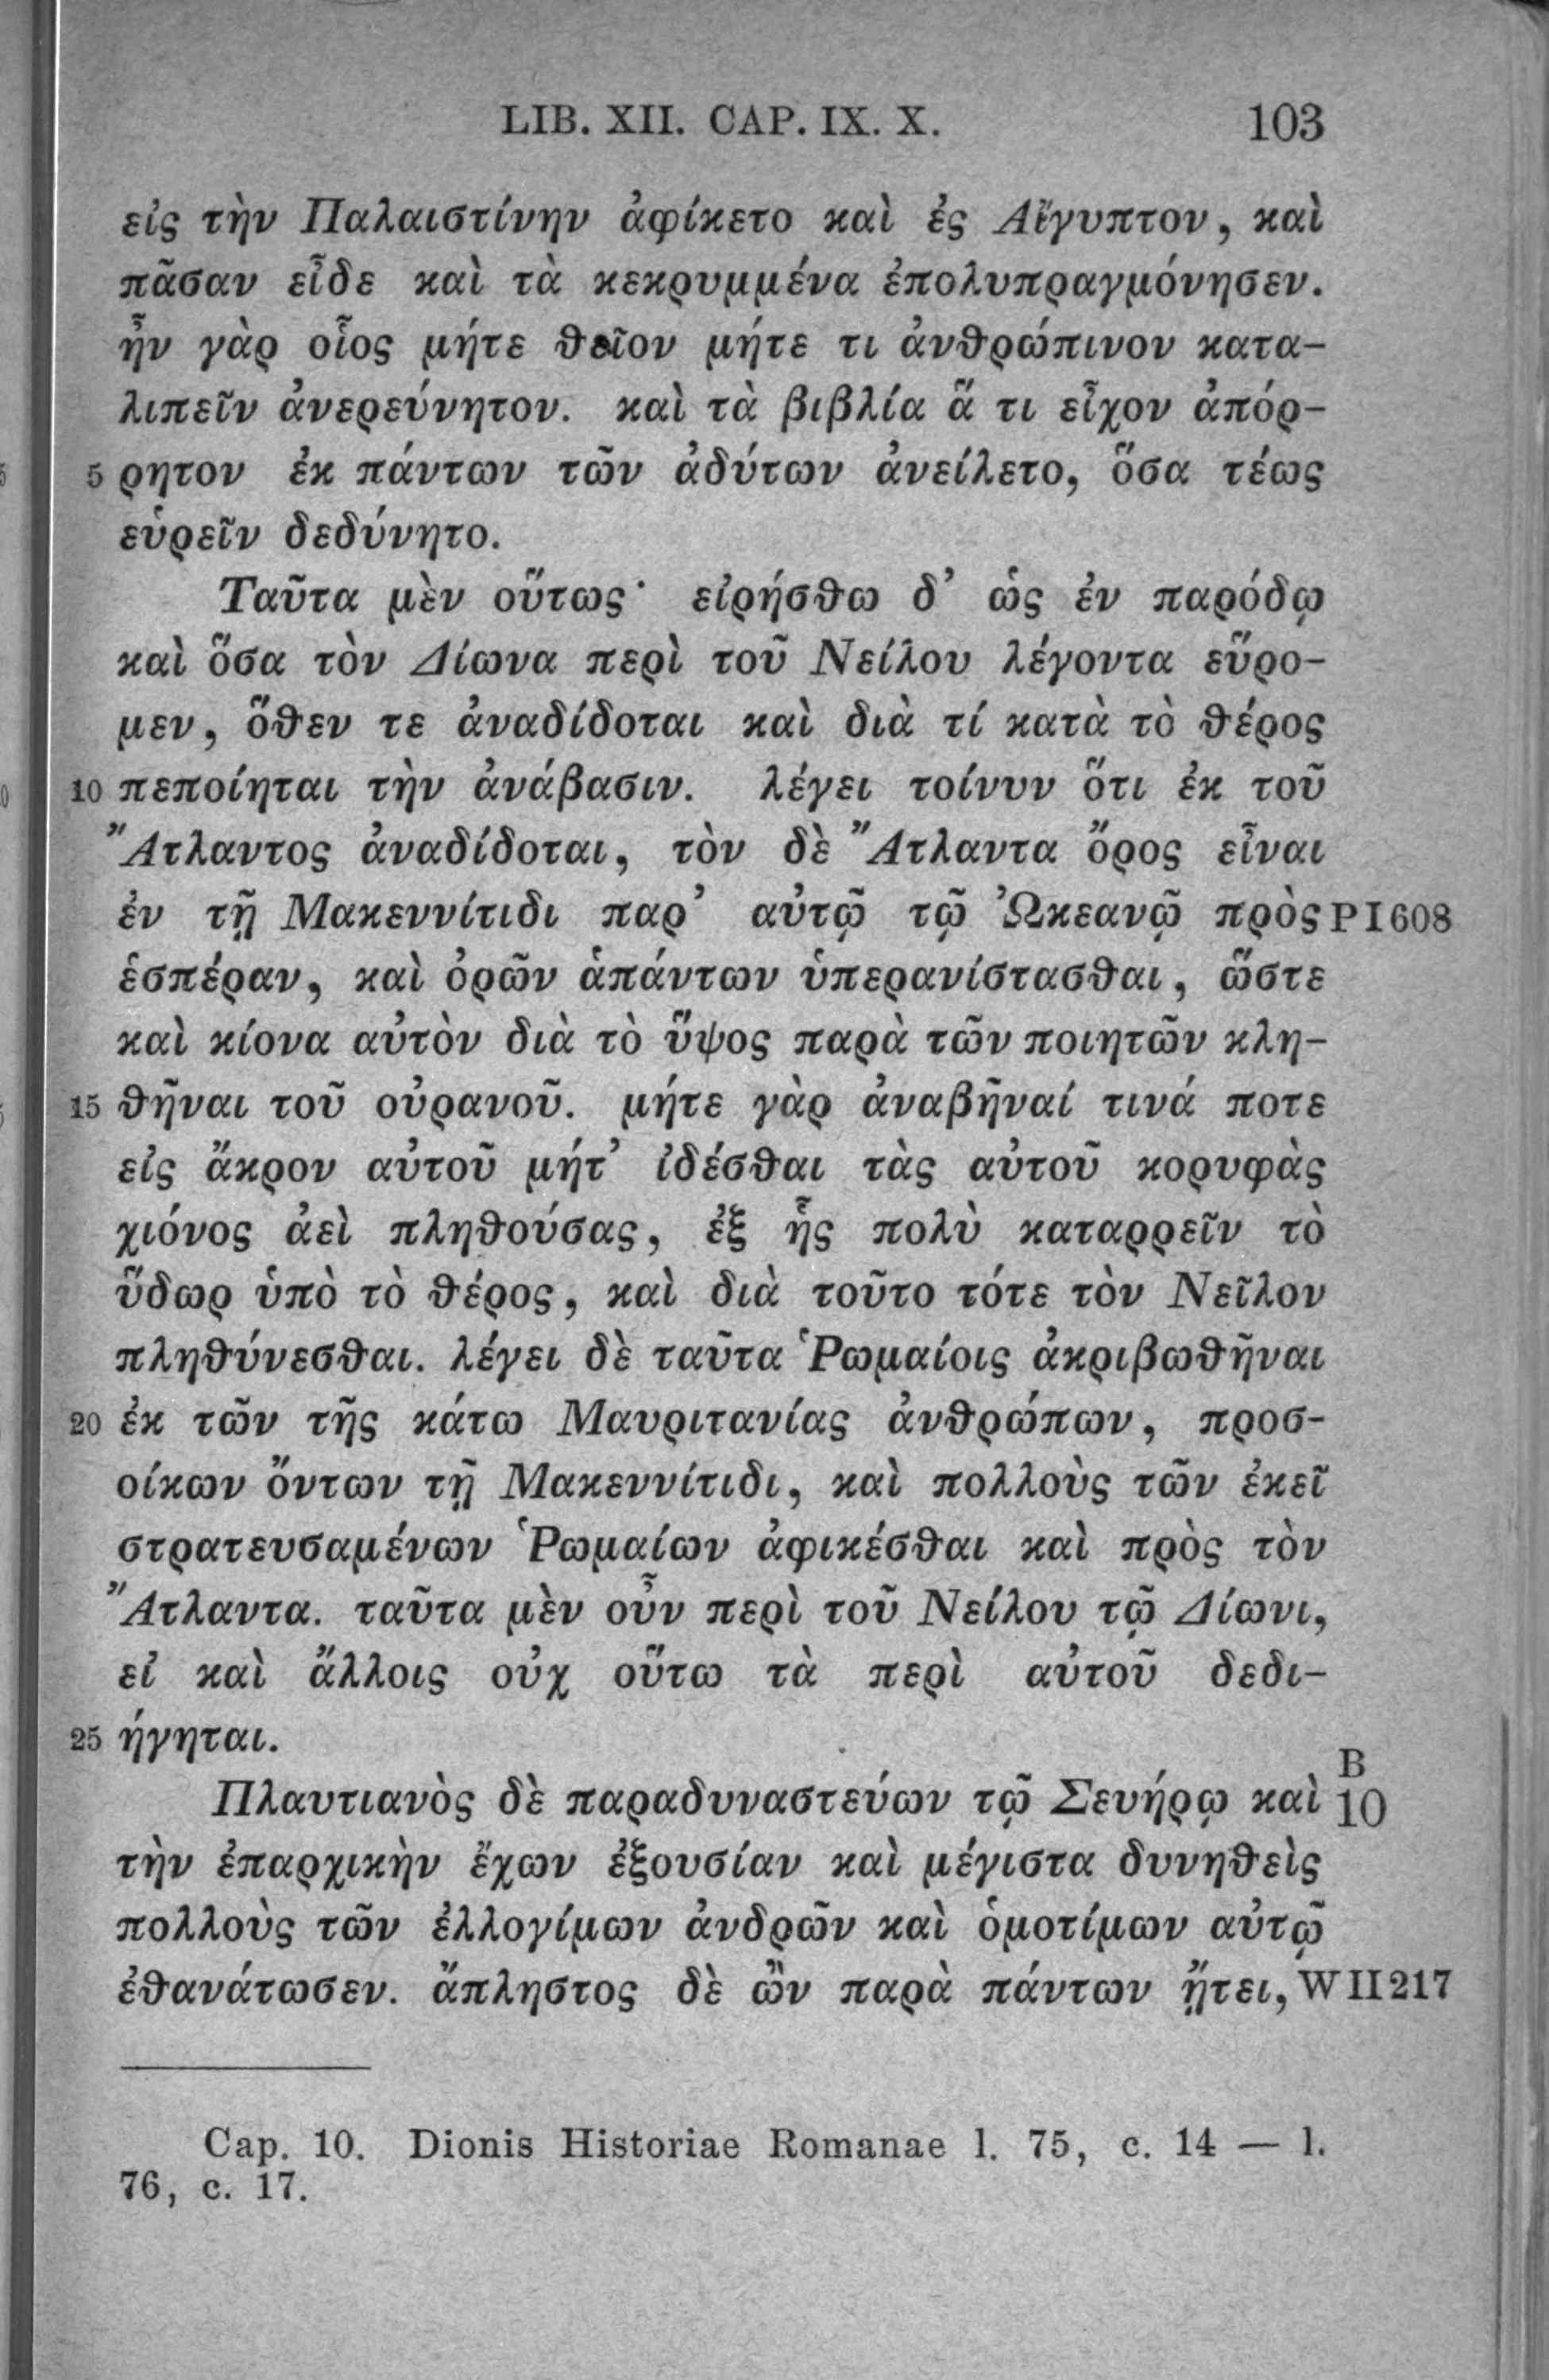 LIB. XII. CAP. IX. X. 103
εἰς τὴν Παλαιστίνην ἀφίκετο καὶ ἐς Αἴγυπτον, καὶ
πᾶσαν εἶδε καὶ τὰ κεκρυμμένα ἐπολυπραγμόνησεν.
ἦν γὰρ οἷος μήτε θεῖον μήτε τι ἀνθρώπινον κατα-
λιπεῖν ἀνερεύνητον. καὶ τὰ βιβλία ἅ τι εἶχον ἀπόρ-
5 ρητον ἐκ πάντων τῶν ἀδύτων ἀνείλετο, ὅσα τέως
εὑρεῖν δεδύνητο.
Ταῦτα μὲν οὕτως· εἰρήσθω δ’ ὡς ἐν παρόδῳ
καὶ ὅσα τὸν Δίωνα περὶ τοῦ Νείλου λέγοντα εὕρο-
μεν, ὅθεν τε ἀναδίδοται καὶ διὰ τί κατὰ τὸ θέρος
10 πεποίηται τὴν ἀνάβασιν. λέγει τοίνυν ὅτι ἐκ τοῦ
Ἄτλαντος ἀναδίδοται, τὸν δὲ Ἄτλαντα ὄρος εἶναι
ἐν τῇ Μακεννίτιδι παρ’ αὐτῷ τῷ Ὠκεανῷ πρὸς P I 608
ἑσπέραν, καὶ ὀρῶν ἁπάντων ὑπερανίστασθαι, ὥστε
καὶ κίονα αὐτὸν διὰ τὸ ὕψος παρὰ τῶν ποιητῶν κλη-
15 θῆναι τοῦ οὐρανοῦ. μήτε γὰρ ἀναβῆναί τινά ποτε
εἰς ἄκρον αὐτοῦ μήτ’ ἰδέσθαι τὰς αὐτοῦ κορυφὰς
χιόνος ἀεὶ πληθούσας, ἐξ ἧς πολὺ καταρρεῖν τὸ
ὕδωρ ὑπὸ τὸ θέρος, καὶ διὰ τοῦτο τότε τὸν Νεῖλον
πληθύνεσθαι. λέγει δὲ ταῦτα Ῥωμαίοις ἀκριβωθῆναι
20 ἐκ τῶν τῆς κάτω Μαυριτανίας ἀνθρώπων, προσ-
οίκων ὄντων τῇ Μακεννίτιδι, καὶ πολλοὺς τῶν ἐκεῖ
στρατευσαμένων Ῥωμαίων ἀφικέσθαι καὶ πρὸς τὸν
Ἄτλαντα. ταῦτα μὲν οὖν περὶ τοῦ Νείλου τῷ Δίωνι,
εἰ καὶ ἄλλοις οὐχ οὕτω τὰ περὶ αὐτοῦ δεδι-
25 ήγηται.
B
Πλαυτιανὸς δὲ παραδυναστεύων τῷ Σευήρῳ καὶ 10
τὴν ἐπαρχικὴν ἔχων ἐξουσίαν καὶ μέγιστα δυνηθεὶς
πολλοὺς τῶν ἐλλογίμων ἀνδρῶν καὶ ὁμοτίμων αὐτῷ
ἐθανάτωσεν. ἄπληστος δὲ ὢν παρὰ πάντων ᾔτει, W II 217
Cap. 10. Dionis Historiae Romanae l. 75, c. 14 — l.
76, c. 17.